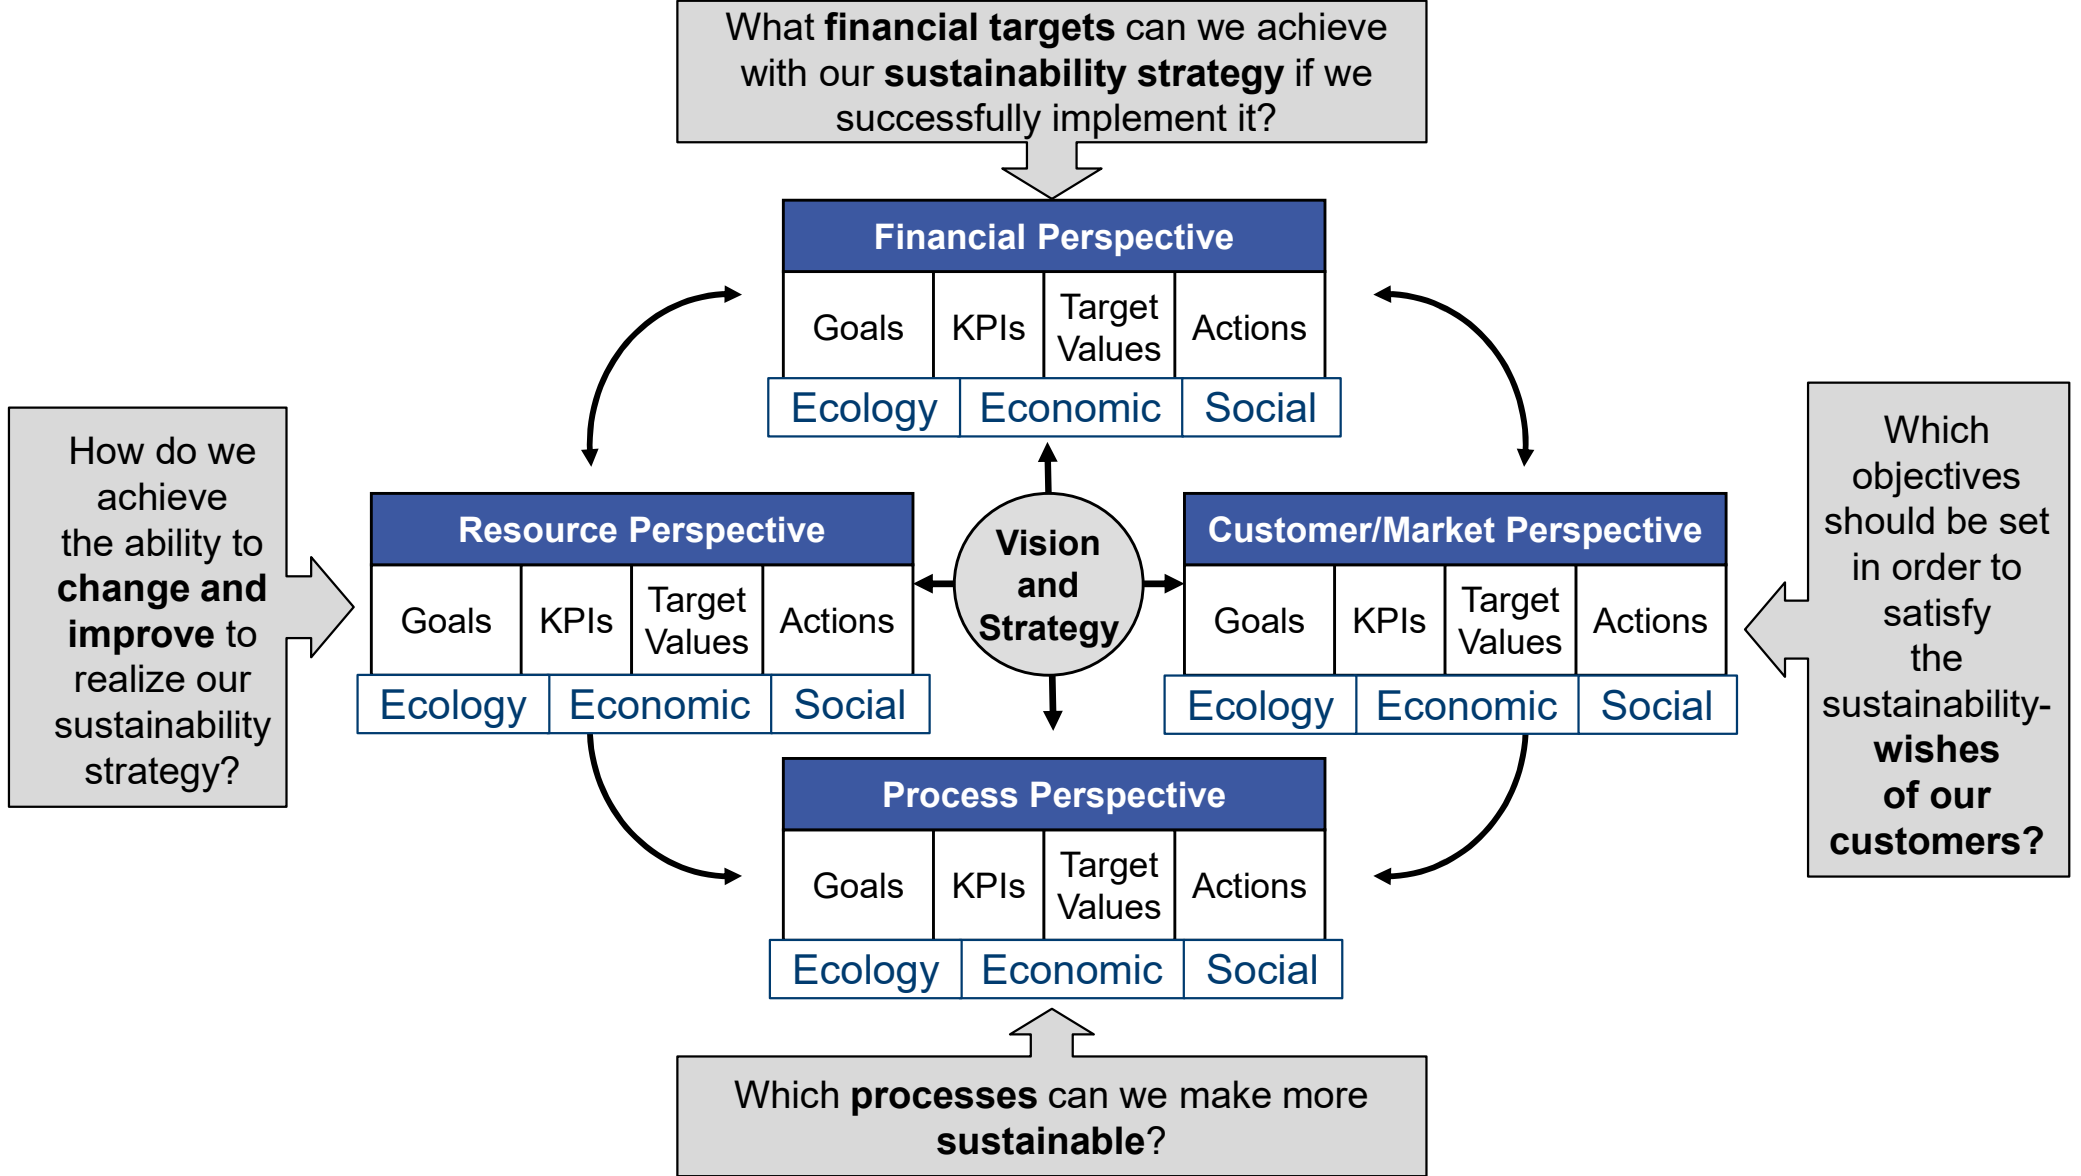 What financial targets can we achieve
with our sustainability strategy if we
successfully implement it?
Financial Perspective
Goals
KPIs
Target
Values
Actions
Ecology
Economic
Social
How do we
achieve
the ability to
change and
improve to
realize our
sustainability
strategy?
Resource Perspective
Goals
KPIs
Target
Values
Actions
Ecology
Economic
Social
Vision
and
Strategy
Customer/Market Perspective
Goals
KPIs
Target
Values
Actions
Ecology
Economic
Social
Which
objectives
should be set
in order to
satisfy
the
sustainability-
wishes
of our
customers?
Process Perspective
Goals
KPIs
Target
Values
Actions
Ecology
Economic
Social
Which processes can we make more
sustainable?